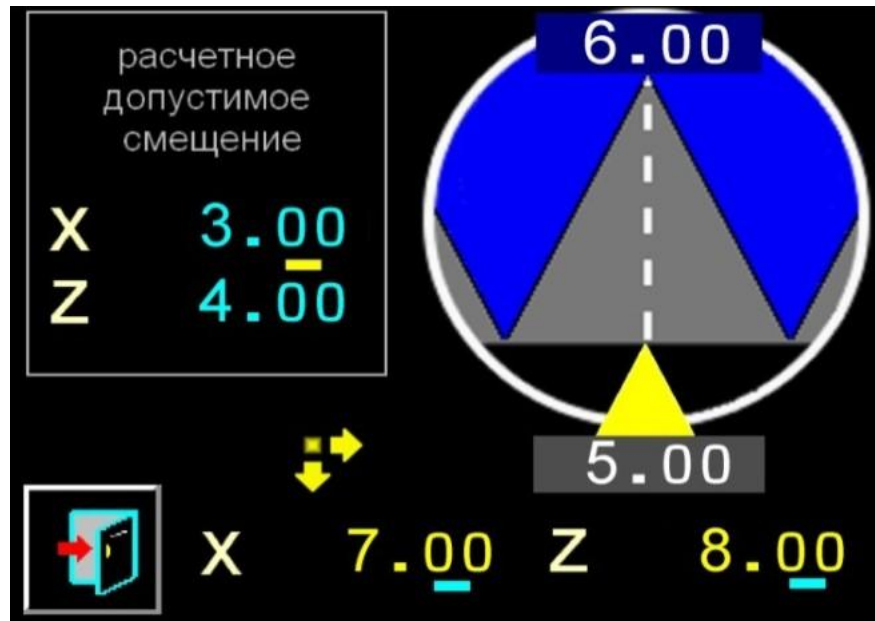 расчетное
допустимое
смещение
X 3.00
Z 4.00
6.00
5.00
X 7.00 Z 8.00